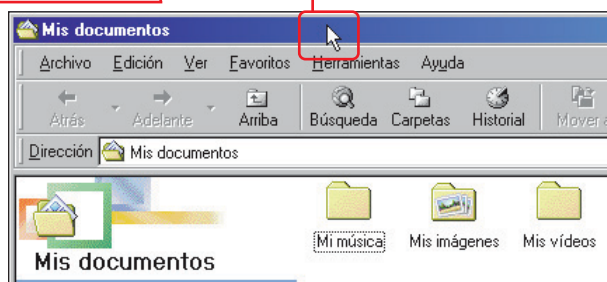 Mis documentos
Archivo Edición Ver Favoritos Herramientas Ayuda
Atrás Adelante Arriba Búsqueda Carpetas Historial Mover a
Dirección Mis documentos
Mi música Mis imágenes Mis vídeos
Mis documentos